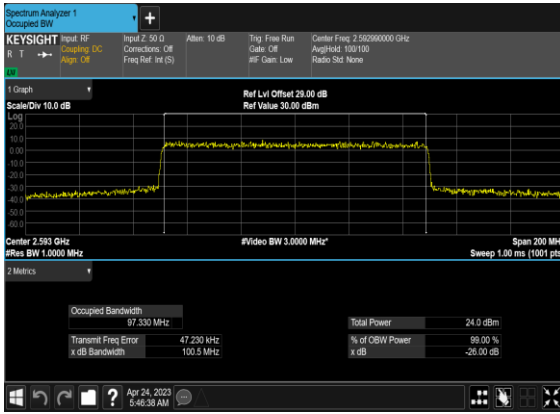 Spectrum Analyzer 1
Occupied BW
KEYSIGHT
R T
LXI
Input: RF
Coupling: DC
Align: Off
Input Z: 50 Ω
Corrections: Off
Freq Ref: Int (S)
Atten: 10 dB
Trig: Free Run
Gate: Off
#IF Gain: Low
Center Freq: 2.592990000 GHz
Avg|Hold: 100/100
Radio Std: None
1 Graph
Scale/Div 10.0 dB
Ref Lvl Offset 29.00 dB
Ref Value 30.00 dBm
Log
20.0
10.0
0.00
-10.0
-20.0
-30.0
-40.0
-50.0
-60.0
Center 2.593 GHz
#Video BW 3.0000 MHz*
Span 200 MH
#Res BW 1.0000 MHz
Sweep 1.00 ms (1001 pts
2 Metrics
Occupied Bandwidth
97.330 MHz
Total Power 24.0 dBm
Transmit Freq Error 47.230 kHz
% of OBW Power 99.00 %
x dB Bandwidth 100.5 MHz
x dB -26.00 dB
?
Apr 24, 2023
5:46:38 AM